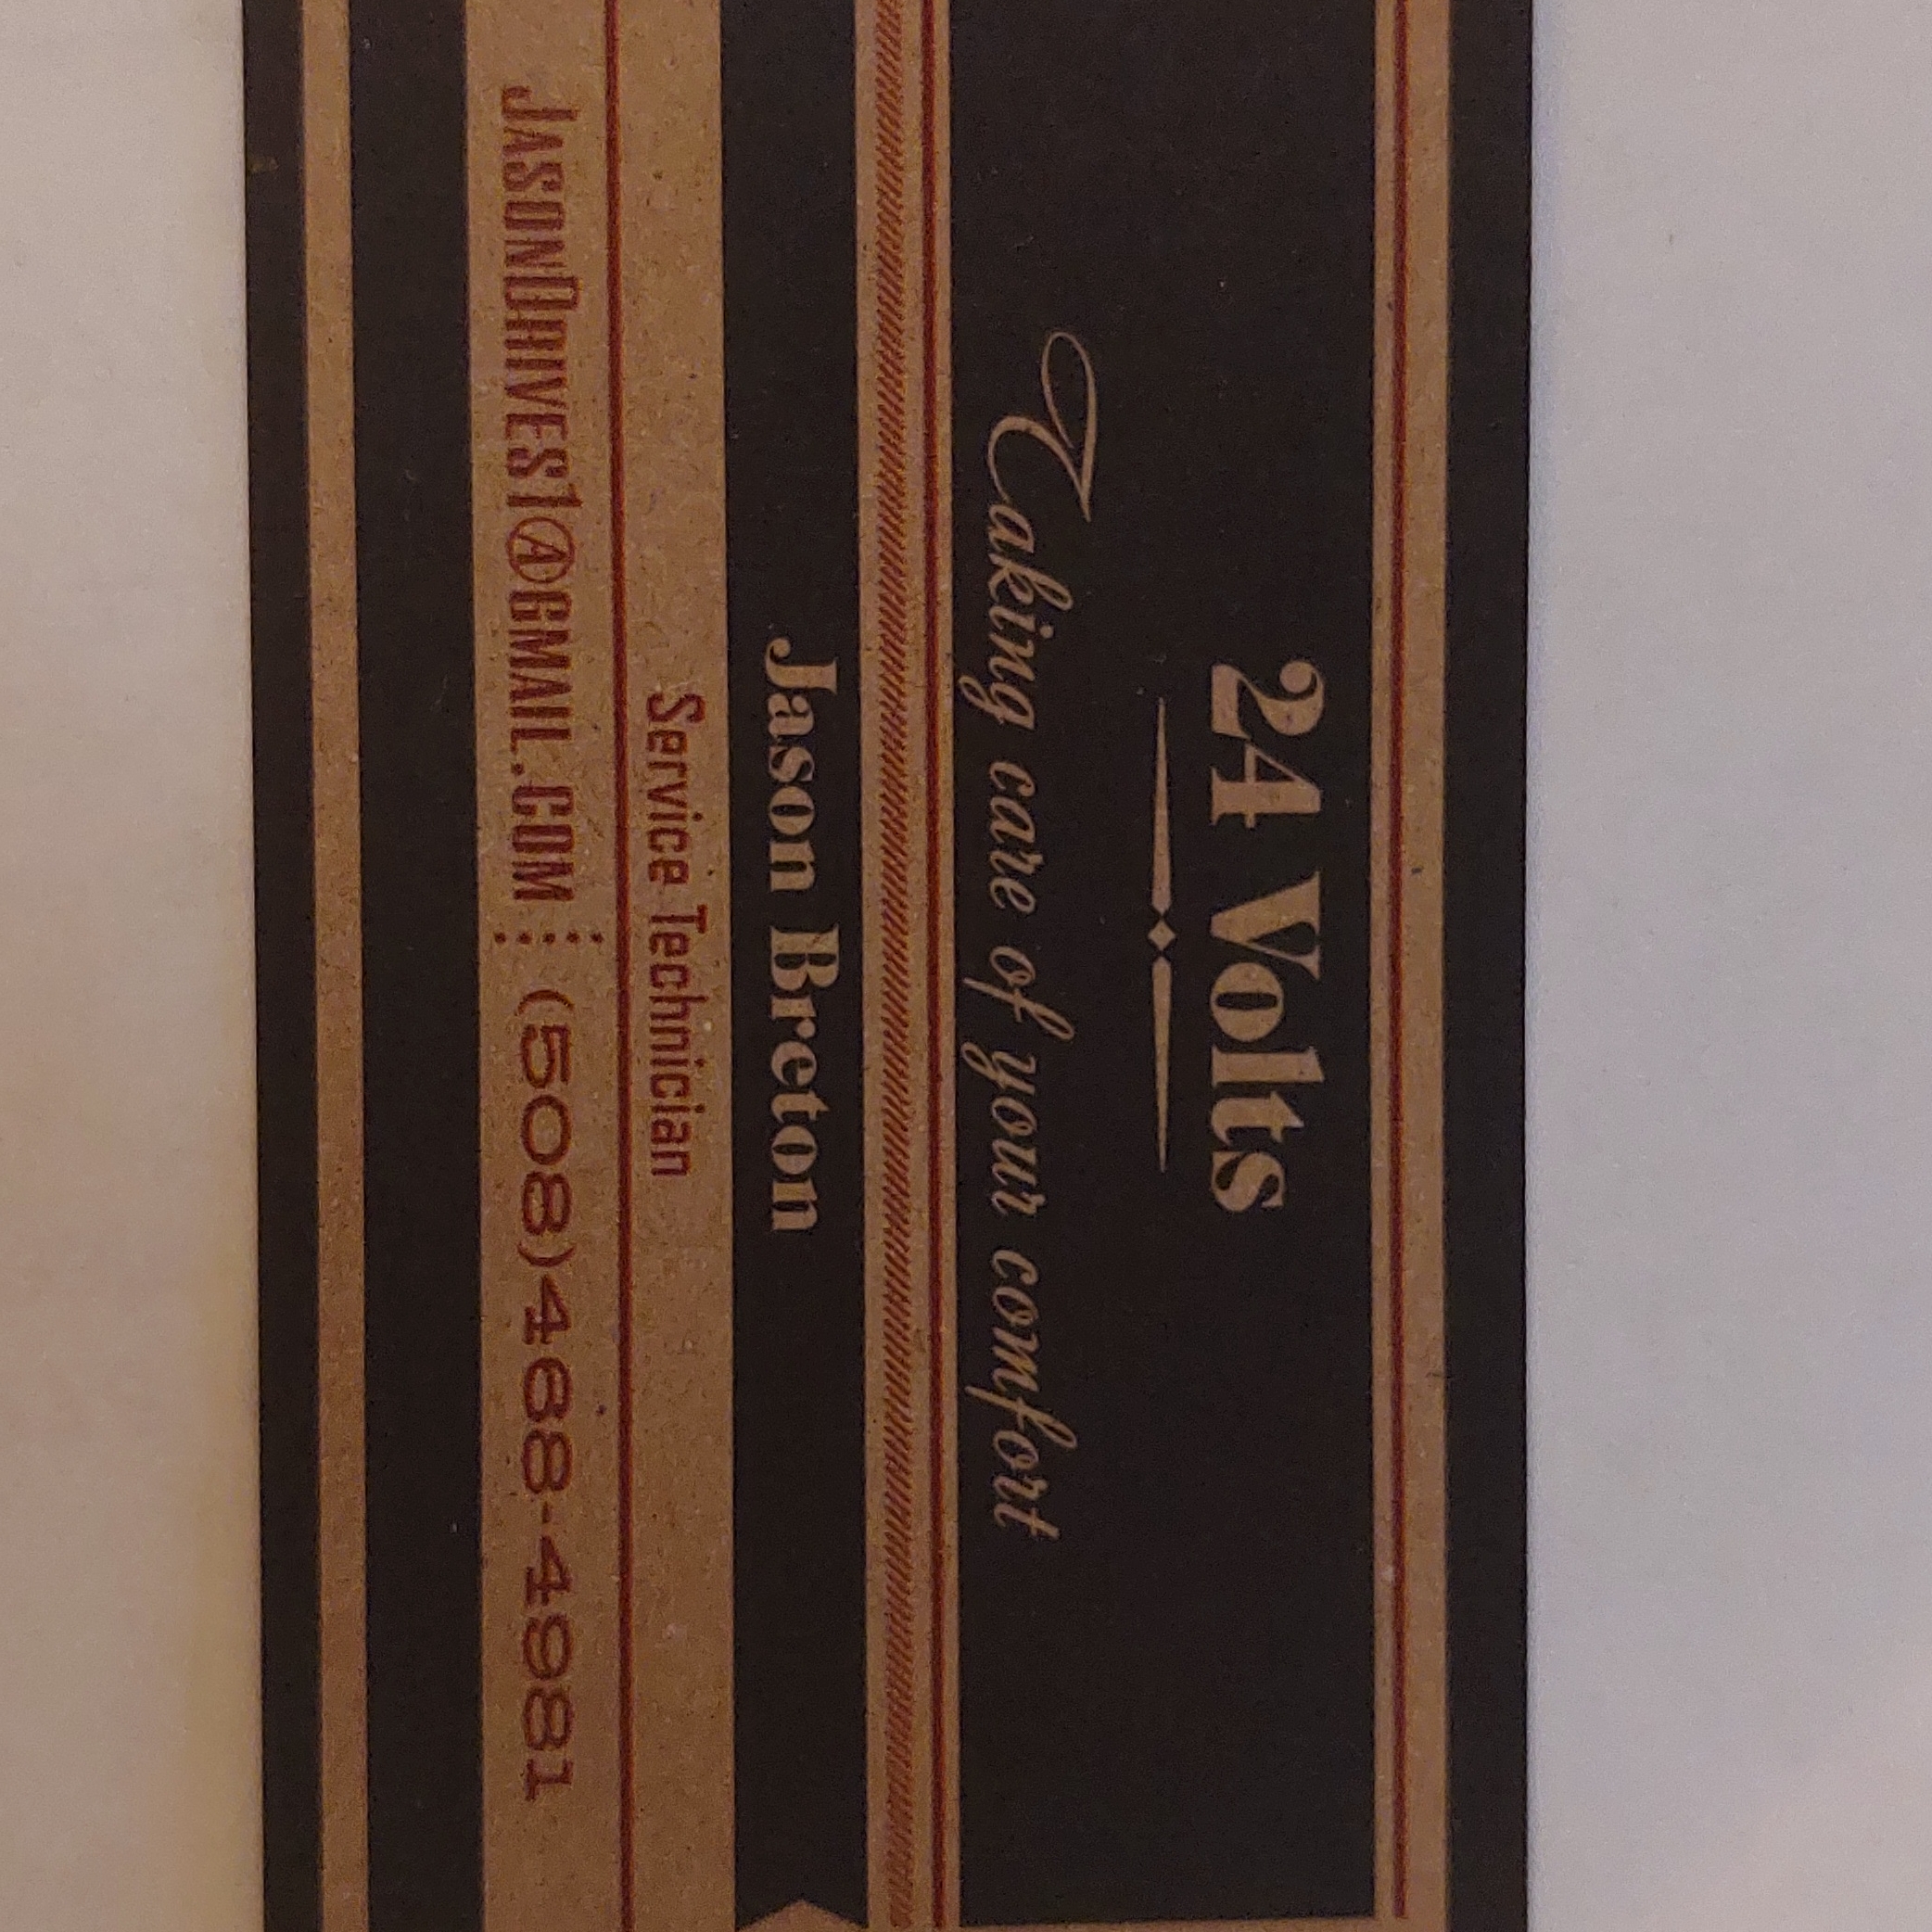 24 Volts
Taking care of your comfort
Jason Breton
Service Technician
JasonDrives1@gmail.com (508)468-4981